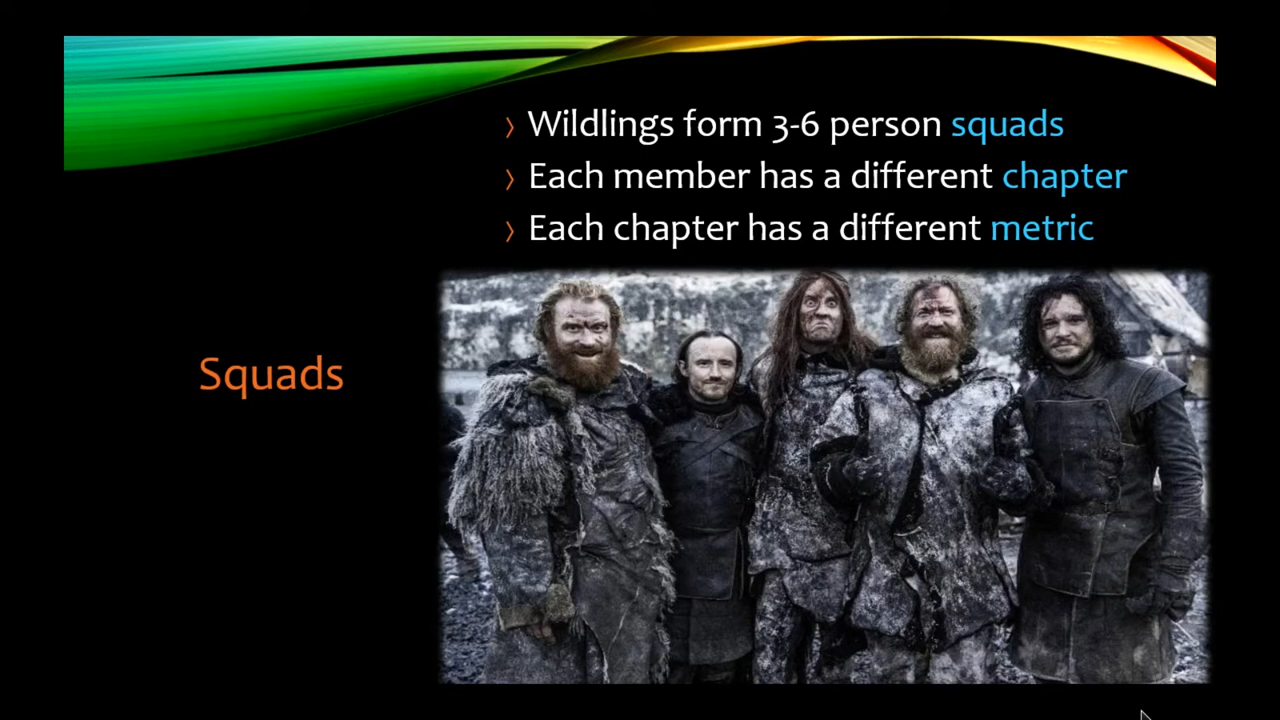 Wildlings form 3-6 person squads
Each member has a different chapter
Each chapter has a different metric
Squads